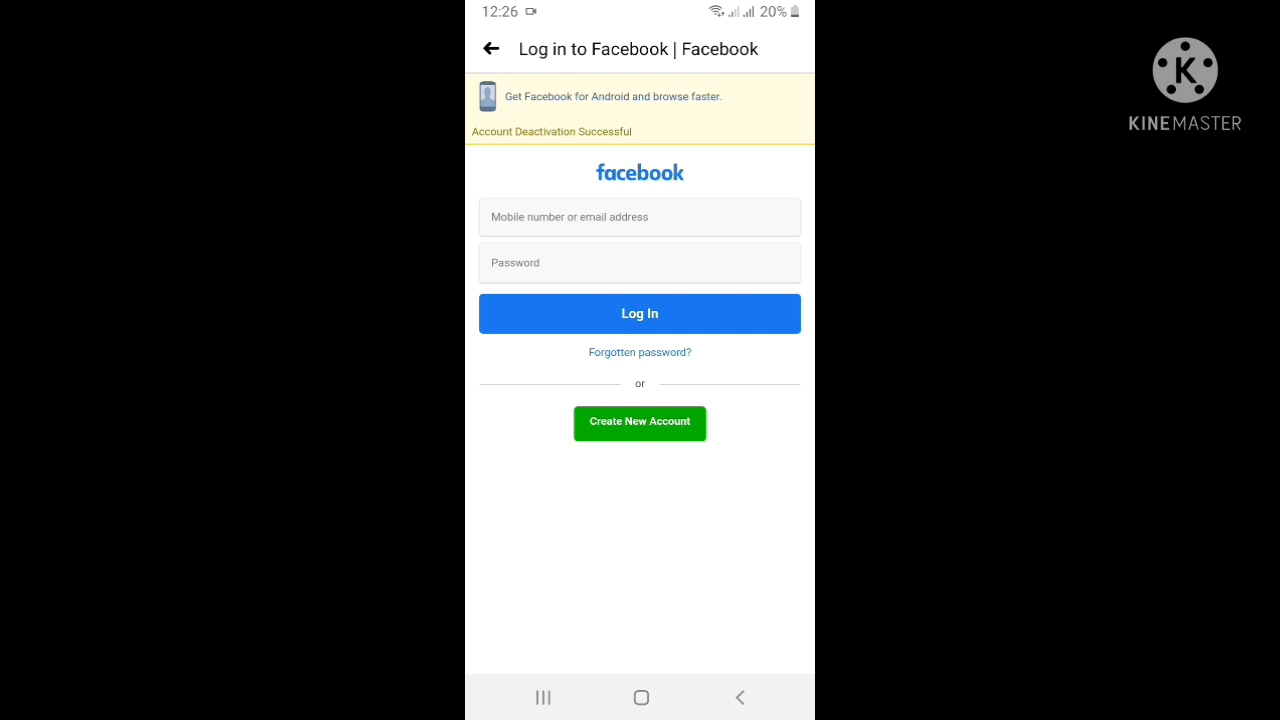 12:26
20%
Log in to Facebook | Facebook
K
KINEMASTER
Get Facebook for Android and browse faster.
Account Deactivation Successful
facebook
Mobile number or email address
Password
Log In
Forgotten password?
or
Create New Account